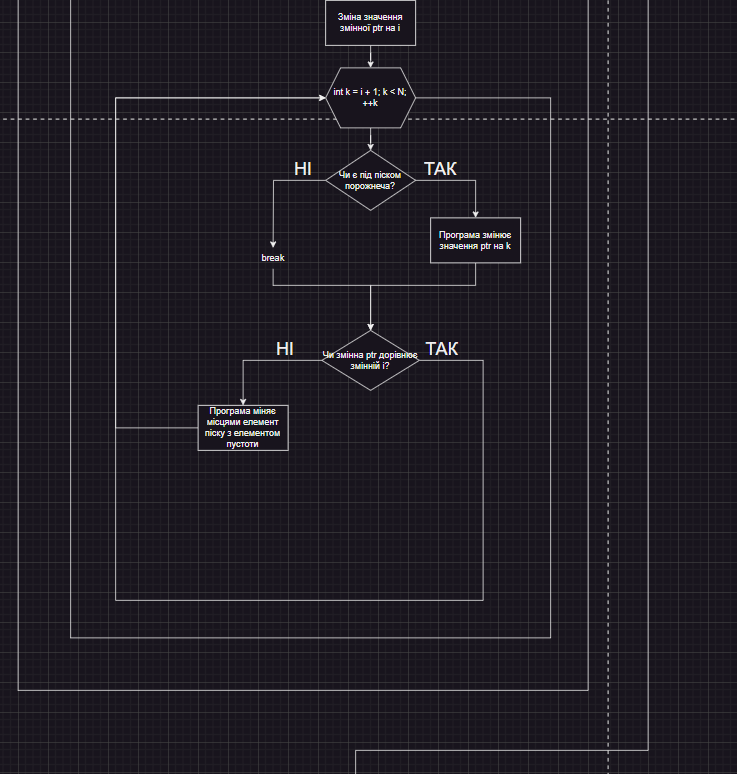 Зміна значення
змінної ptr на і
int k = i + 1; k < N;
++k
НІ
ТАК
Чи є під піском
порожнеча?
Програма змінює
значення ptr на k
break
НІ
ТАК
Чи змінна ptr дорівнює
змінній і?
Програма міняє
місцями елемент
піску з елементом
пустоти